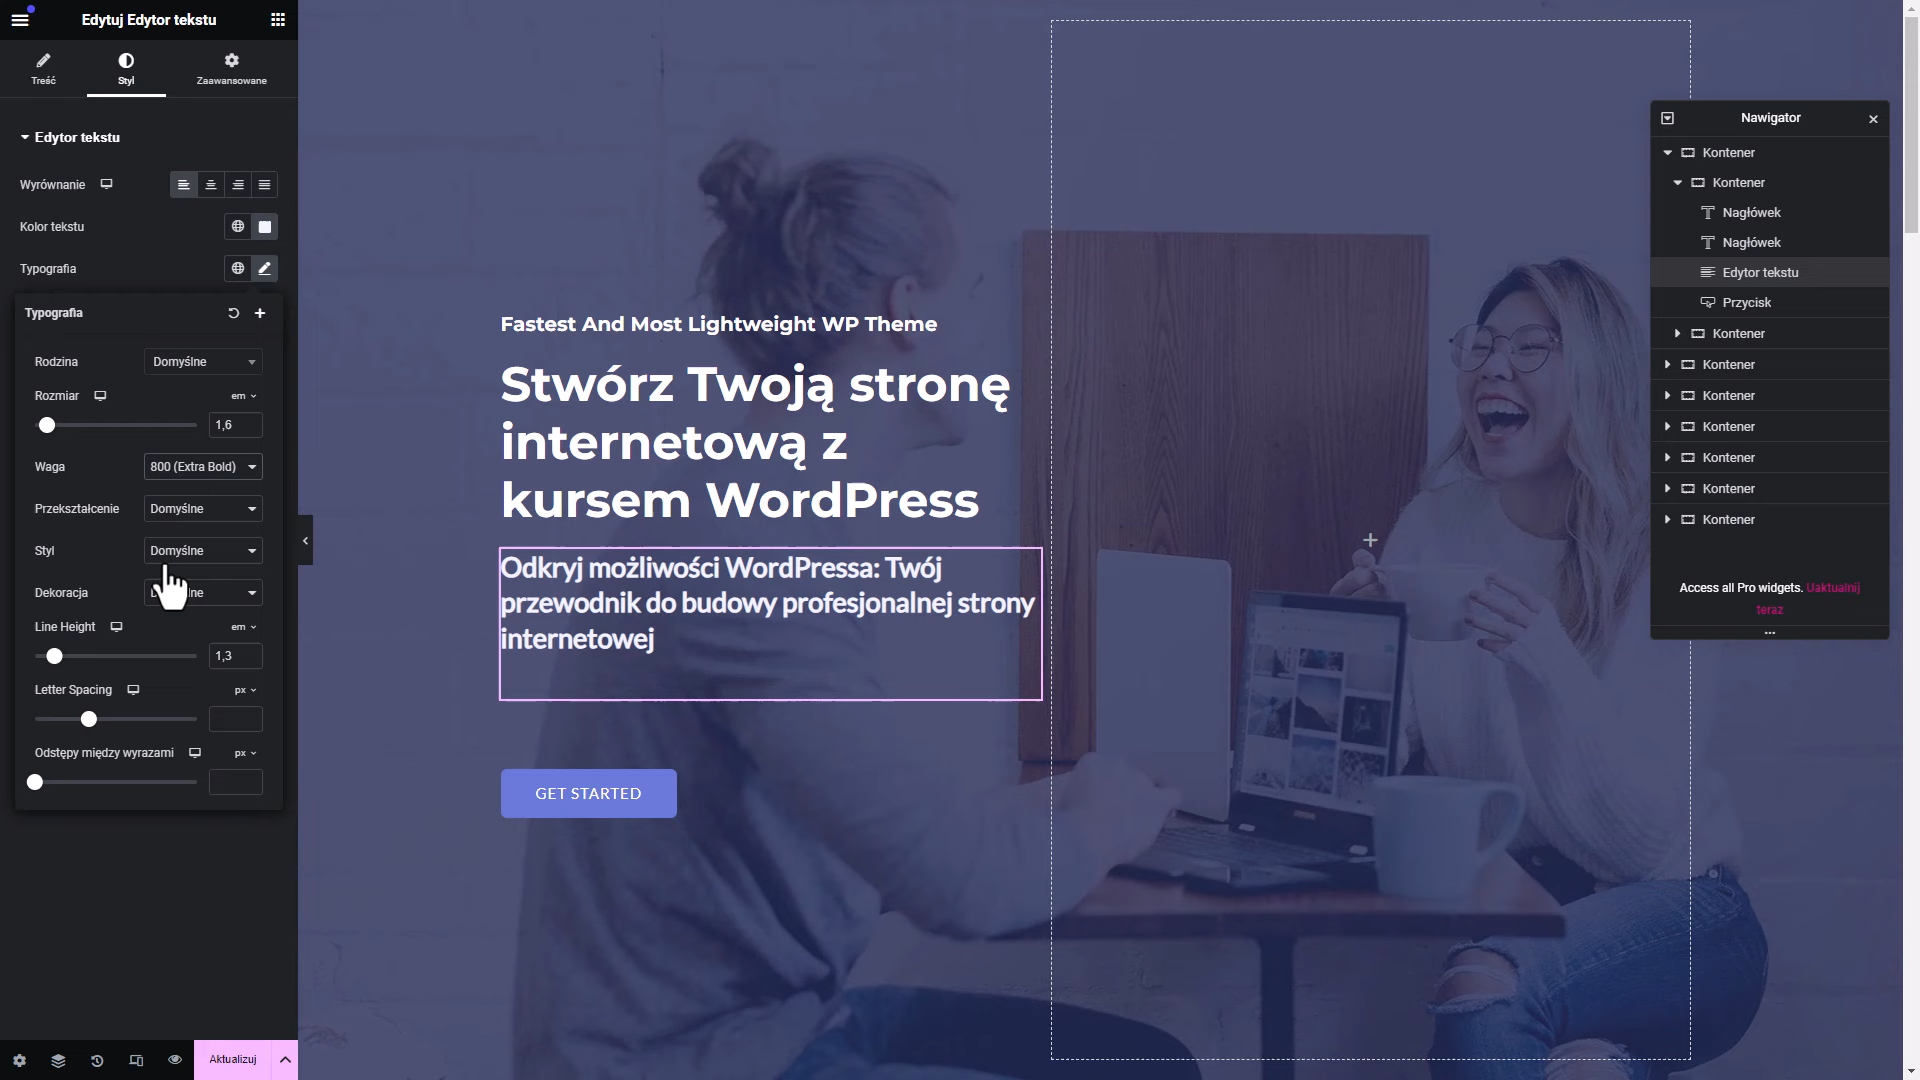 Edytuj Edytor tekstu
Treść
Styl
Zaawansowane
Edytor tekstu
Wyrównanie
Kolor tekstu
Typografia
Typografia
Rodzina
Domyślne
Rozmiar
em
1,6
Waga
800 (Extra Bold)
Przekształcenie
Domyślne
Styl
Domyślne
Dekoracja
Line Height
em
1,3
Letter Spacing
px
Odstępy między wyrazami
px
Aktualizuj
Fastest And Most Lightweight WP Theme
Stwórz Twoją stronę
internetową z
kursem WordPress
Odkryj możliwości WordPressa: Twój
przewodnik do budowy profesjonalnej strony
internetowej
GET STARTED
Nawigator
Kontener
Kontener
Nagłówek
Nagłówek
Edytor tekstu
Przycisk
Kontener
Kontener
Kontener
Kontener
Kontener
Kontener
Kontener
Access all Pro widgets. Uaktualnij
teraz